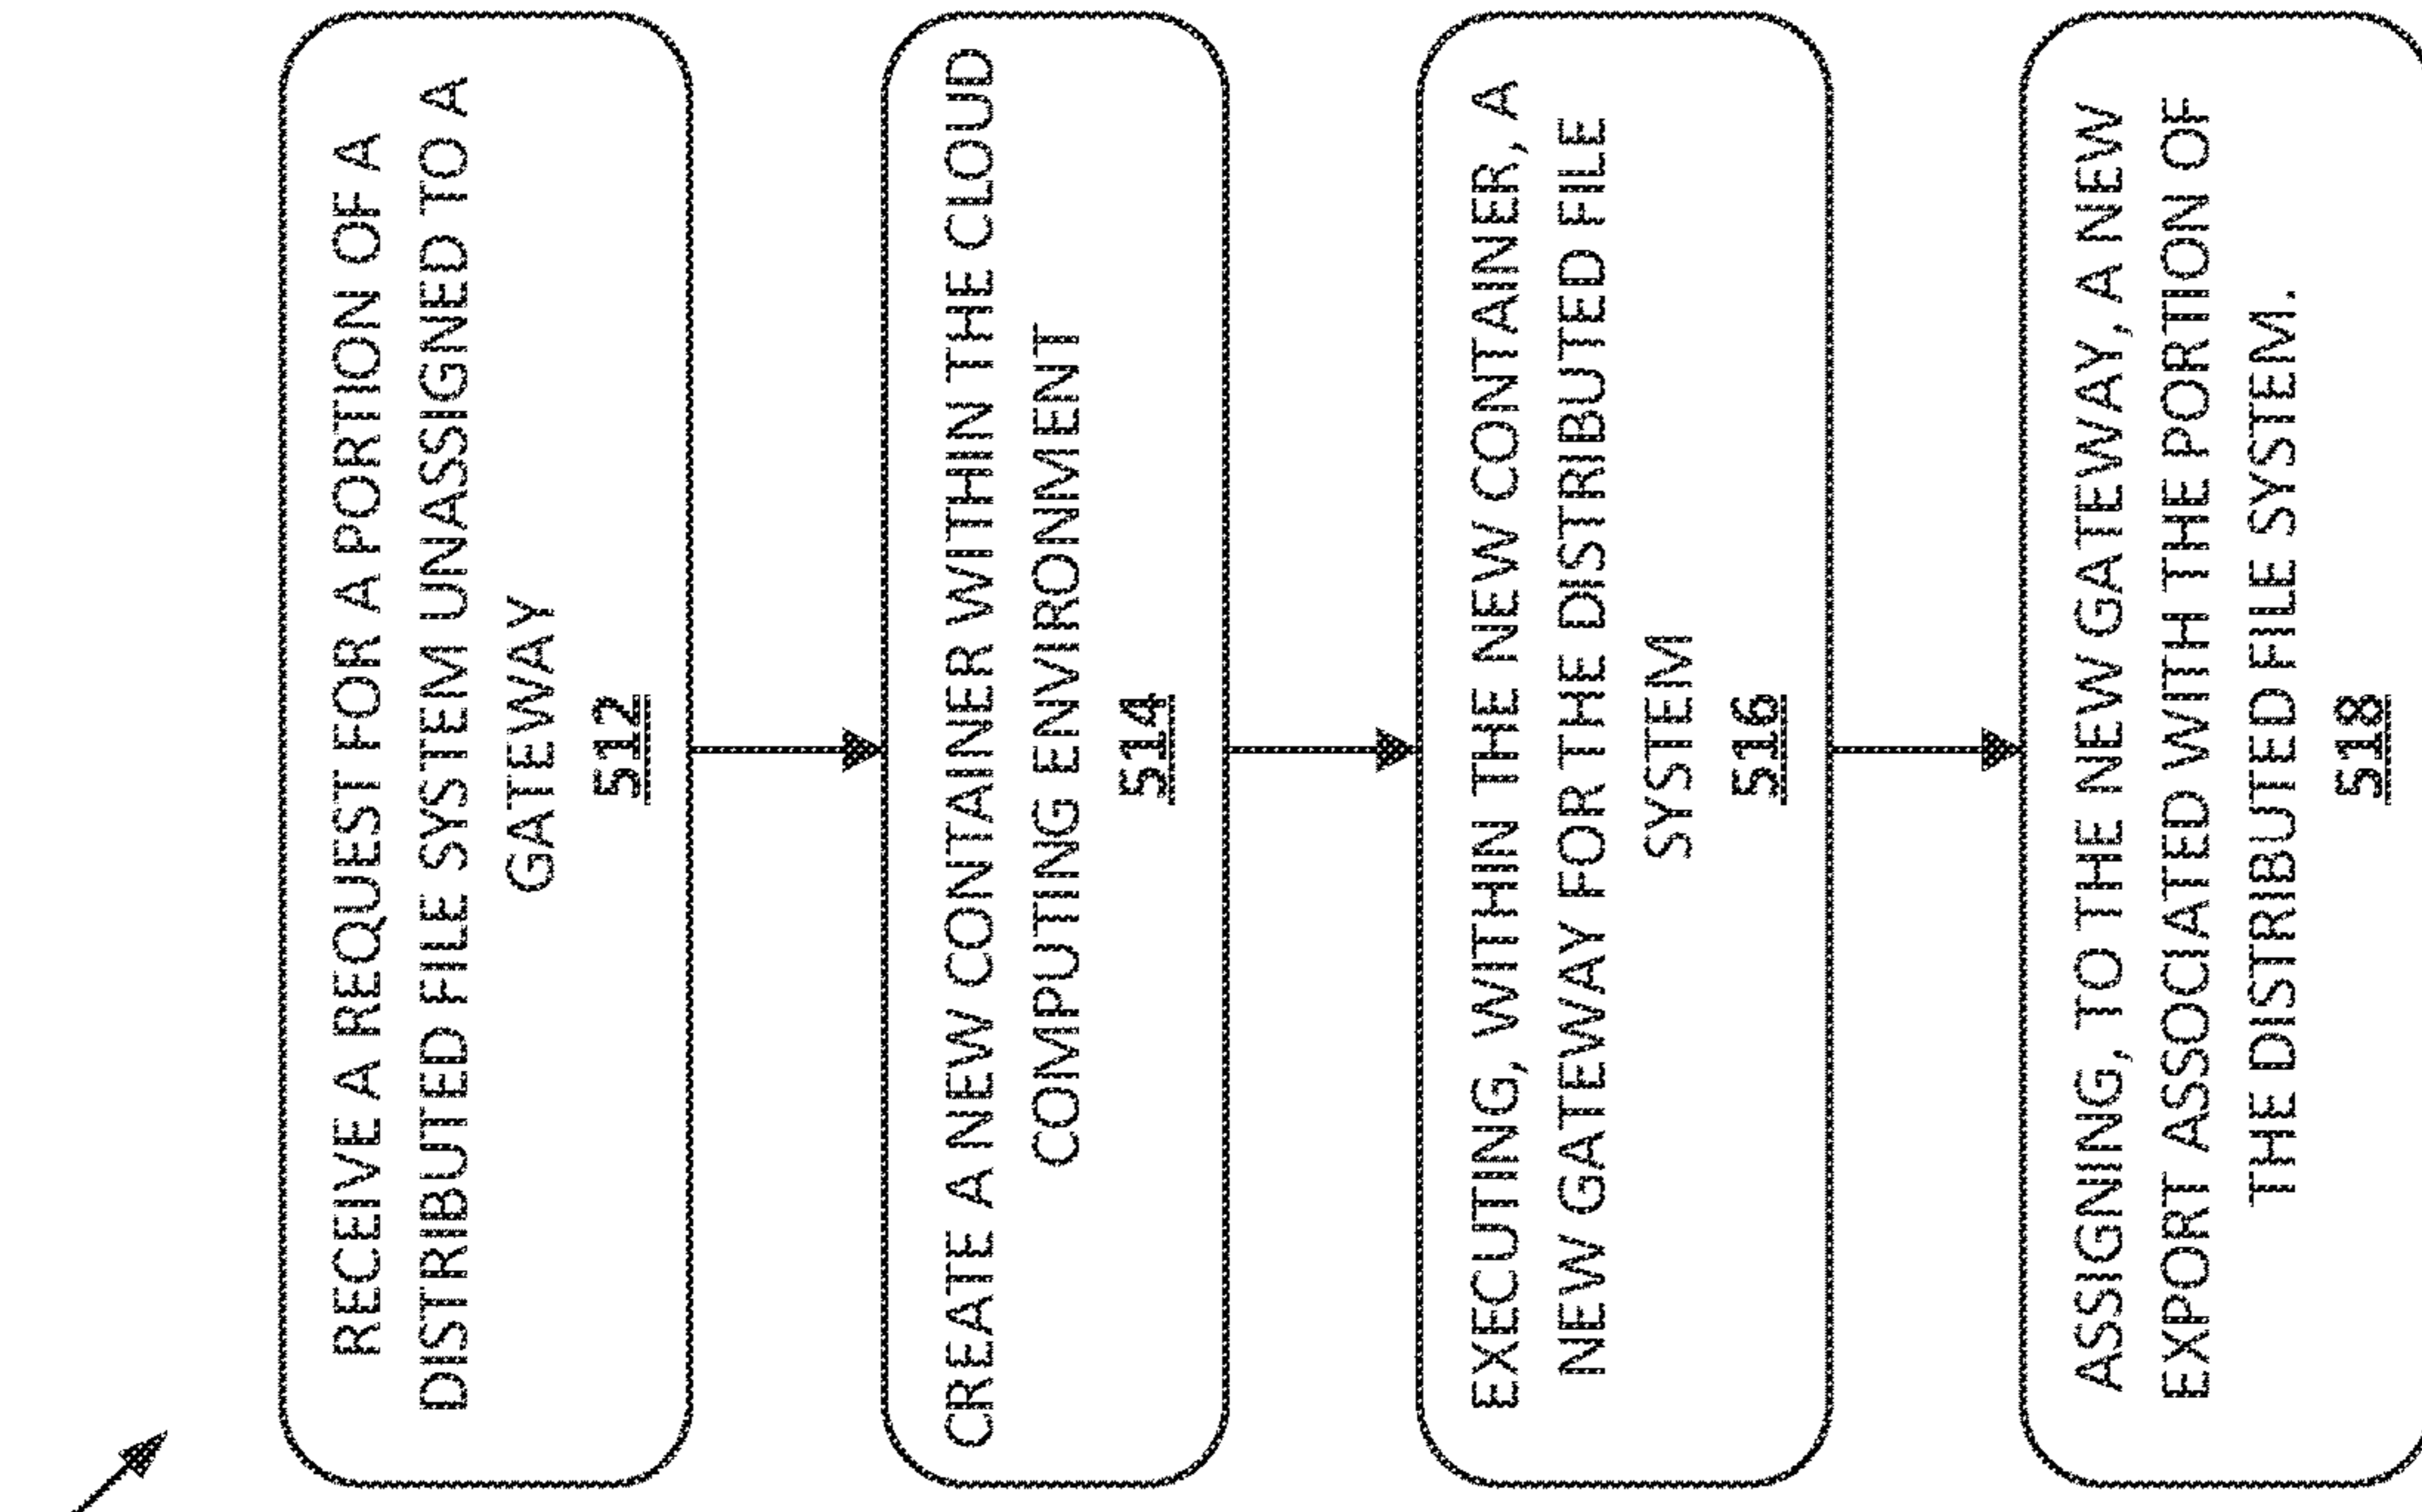 RECEIVE A REQUEST FOR A PORTION OF A
DISTRIBUTED FILE SYSTEM UNASSIGNED TO A
GATEWAY
512
CREATE A NEW CONTAINER WITHIN THE CLOUD
COMPUTING ENVIRONMENT
514
EXECUTING, WITHIN THE NEW CONTAINER, A
NEW GATEWAY FOR THE DISTRIBUTED FILE
SYSTEM
516
ASSIGNING, TO THE NEW GATEWAY, A NEW
EXPORT ASSOCIATED WITH THE PORTION OF
THE DISTRIBUTED FILE SYSTEM.
518